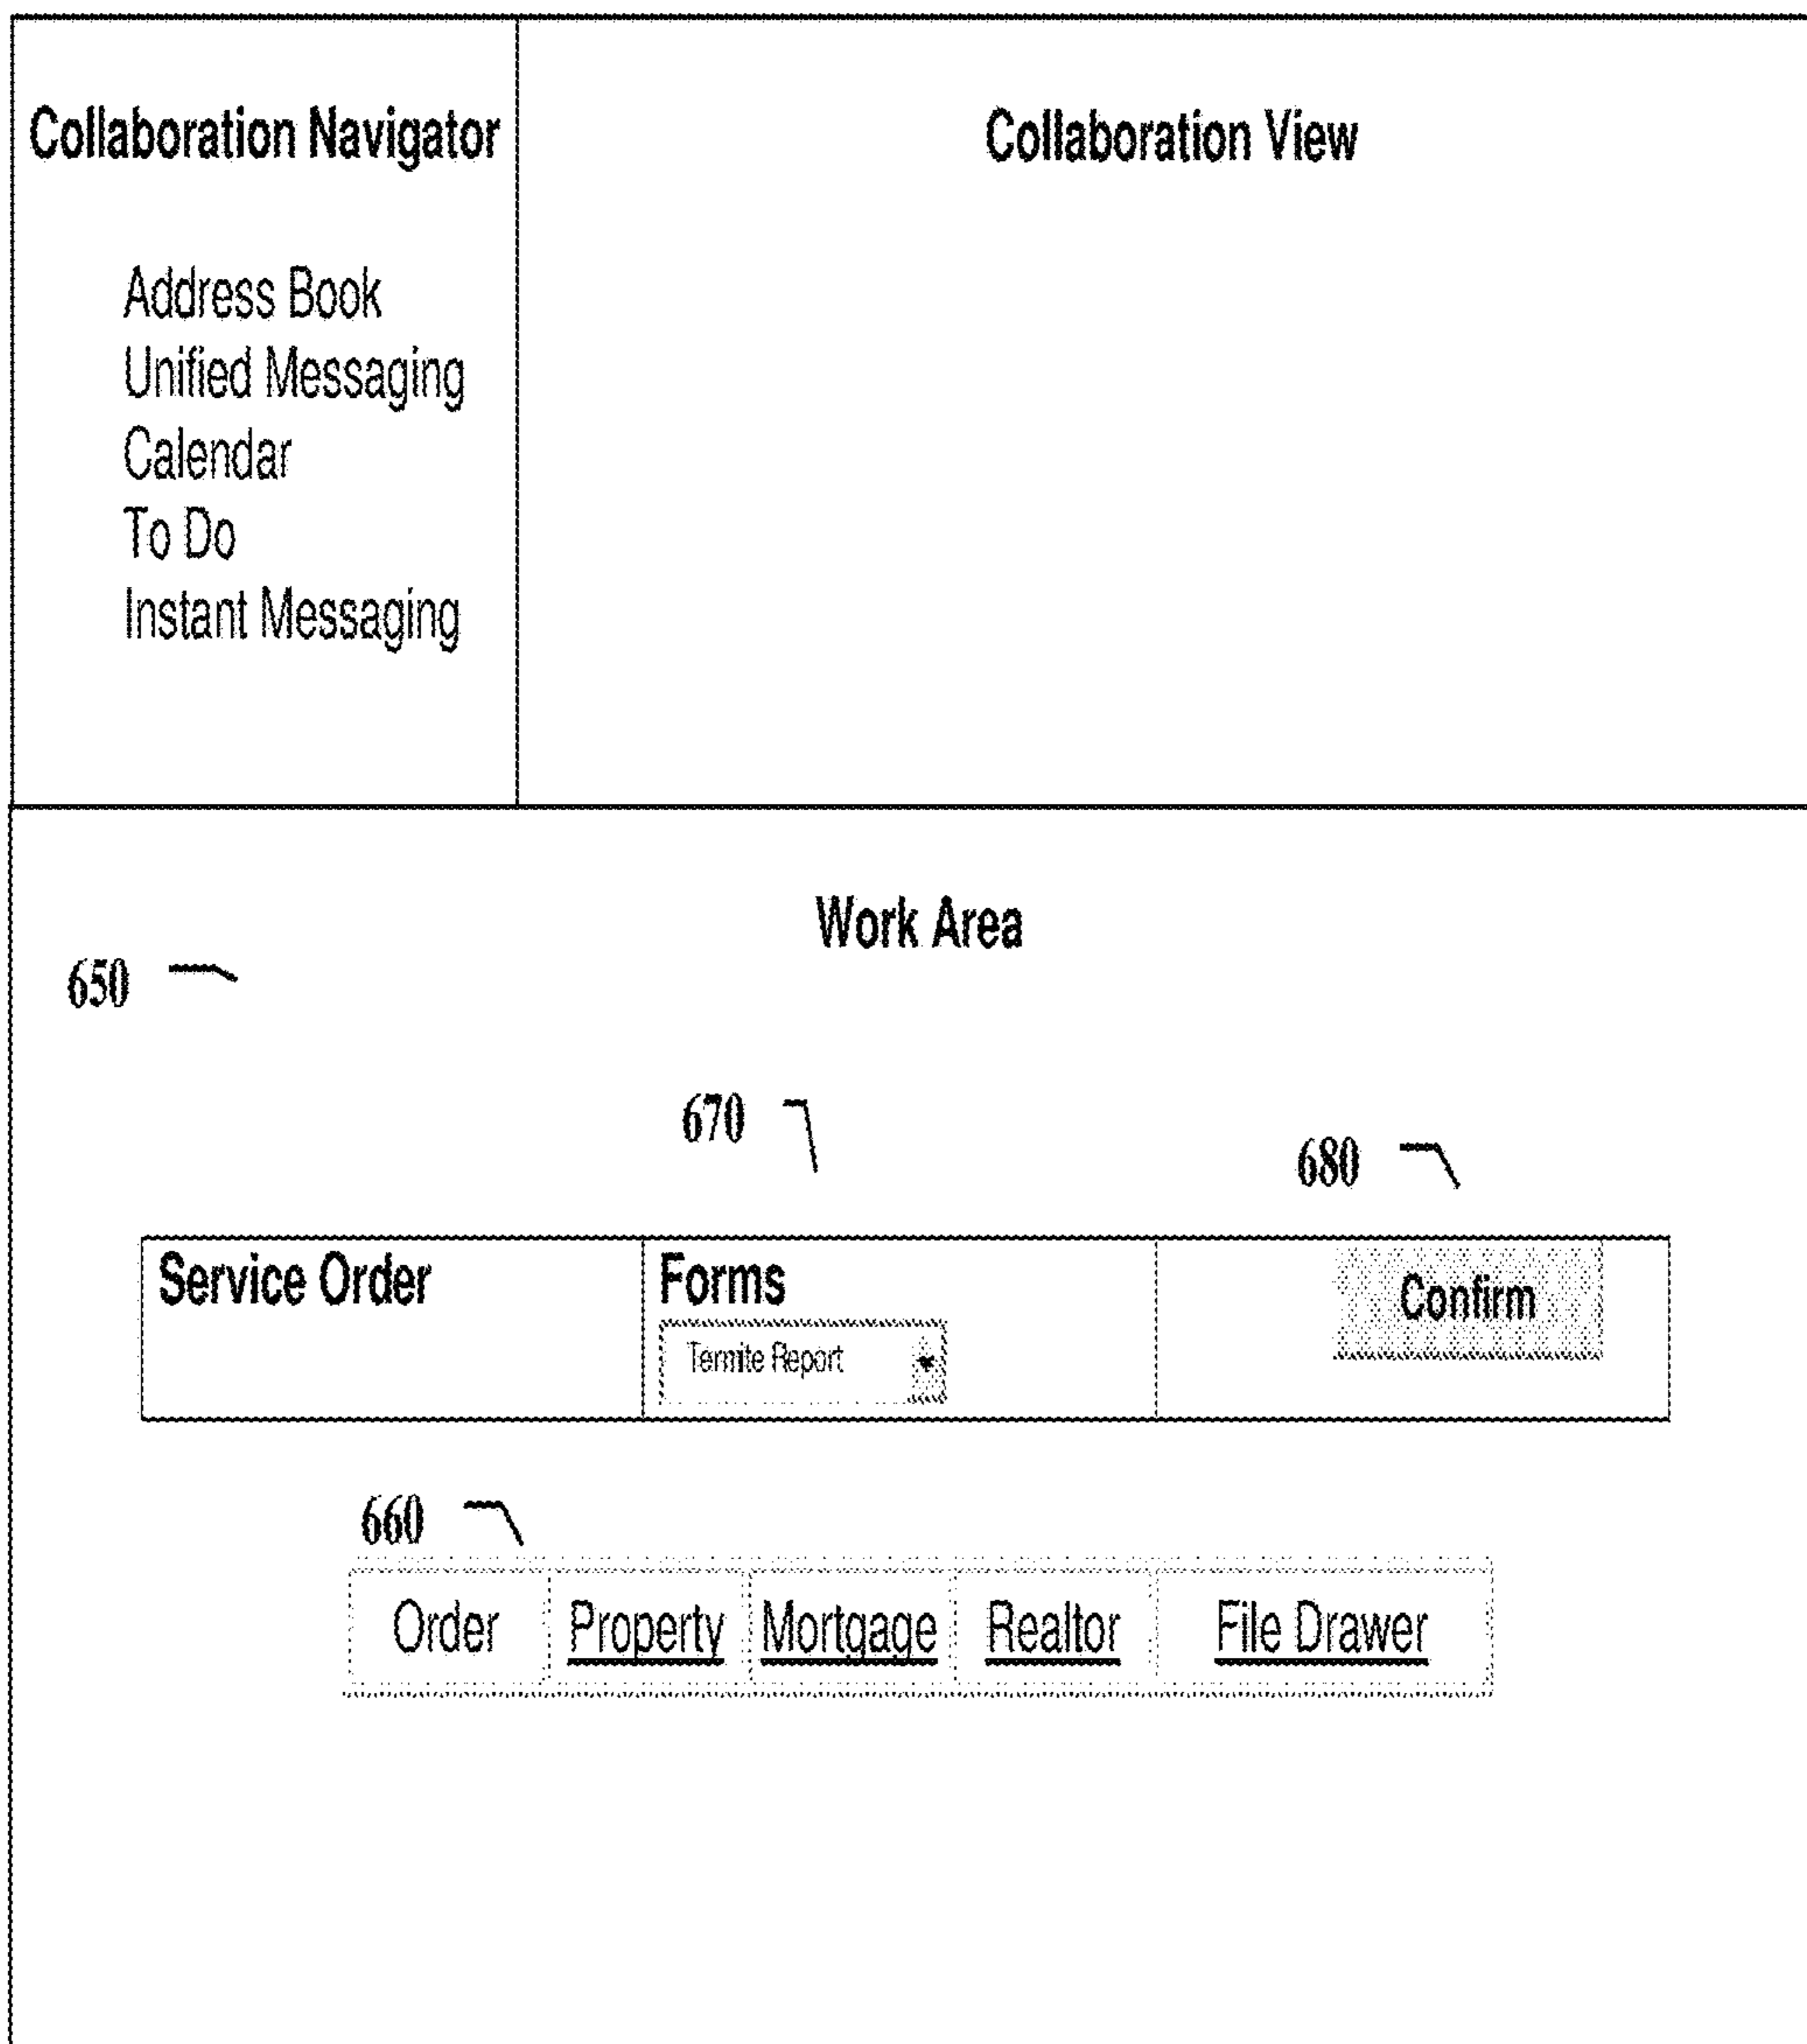 Collaboration Navigator
Address Book
Unified Messaging
Calendar
To Do
Instant Messaging
Collaboration View
Work Area
650
670
680
Service Order
Forms
Termite Report
Confirm
660
Order Property Mortgage Realtor File Drawer